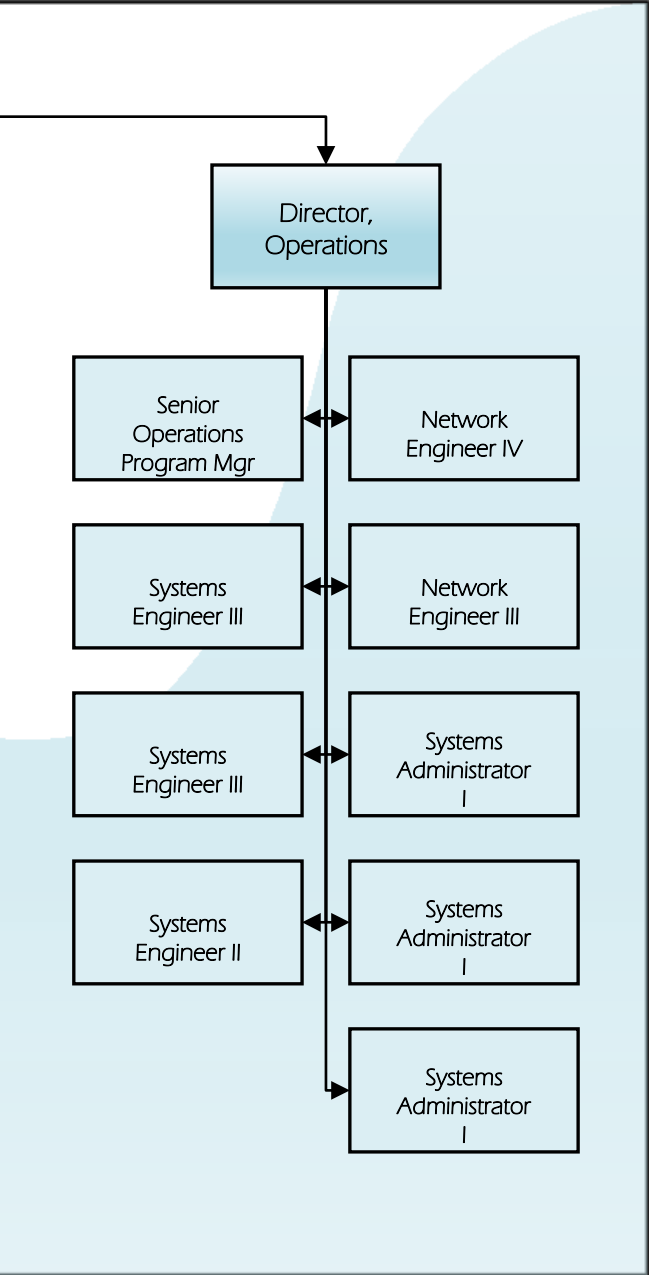 Director,
Operations
Senior
Operations
Program Mgr
Network
Engineer IV
Systems
Engineer III
Network
Engineer III
Systems
Engineer III
Systems
Administrator
I
Systems
Engineer II
Systems
Administrator
I
Systems
Administrator
I